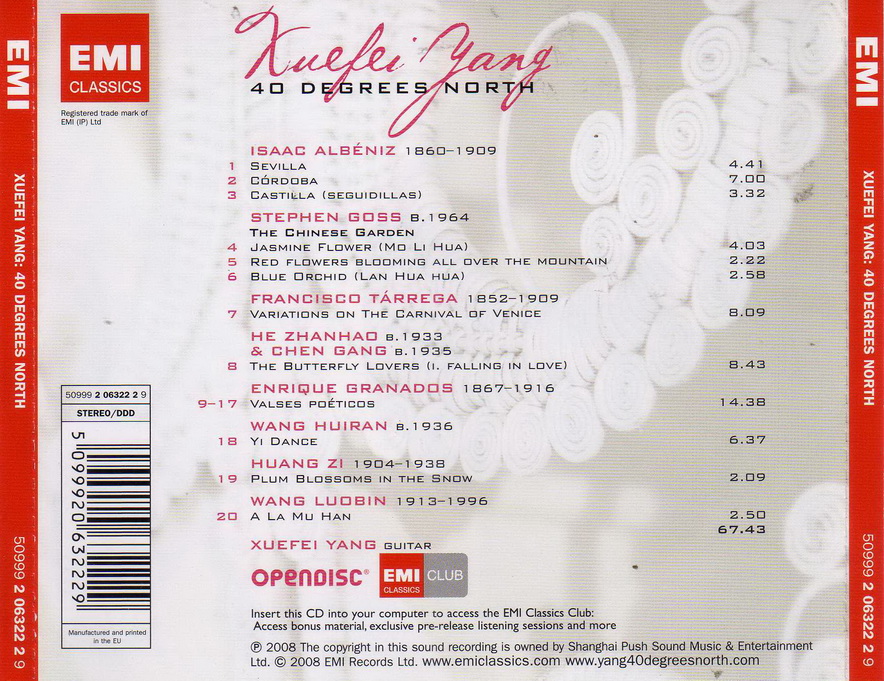 EMI
XUEFEI YANG: 40 DEGREES NORTH
50999 2 06322 2 9
EMI
CLASSICS
Registered trade mark of
EMI (IP) Ltd
Xuefei Yang
40 DEGREES NORTH
ISAAC ALBÉNIZ 1860–1909
1 SEVILLA 4.41
2 CÓRDOBA 7.00
3 CASTILLA (SEGUIDILLAS) 3.32
STEPHEN GOSS B.1964
THE CHINESE GARDEN
4 JASMINE FLOWER (MO LI HUA) 4.03
5 RED FLOWERS BLOOMING ALL OVER THE MOUNTAIN 2.22
6 BLUE ORCHID (LAN HUA HUA) 2.58
FRANCISCO TÁRREGA 1852–1909
7 VARIATIONS ON THE CARNIVAL OF VENICE 8.09
HE ZHANHAO B.1933
& CHEN GANG B.1935
8 THE BUTTERFLY LOVERS (I. FALLING IN LOVE) 8.43
ENRIQUE GRANADOS 1867–1916
9–17 VALSES POÉTICOS 14.38
WANG HUIRAN B.1936
18 YI DANCE 6.37
HUANG ZI 1904–1938
19 PLUM BLOSSOMS IN THE SNOW 2.09
WANG LUOBIN 1913–1996
20 A LA MU HAN 2.50
67.43
XUEFEI YANG GUITAR
OPENDISC®
EMI
CLASSICS
CLUB
Insert this CD into your computer to access the EMI Classics Club:
Access bonus material, exclusive pre-release listening sessions and more
℗ 2008 The copyright in this sound recording is owned by Shanghai Push Sound Music & Entertainment
Ltd. © 2008 EMI Records Ltd. www.emiclassics.com www.yang40degreesnorth.com
50999 2 06322 2 9
STEREO/DDD
5 099920 632229
Manufactured and printed
in the EU
EMI
XUEFEI YANG: 40 DEGREES NORTH
50999 2 06322 2 9